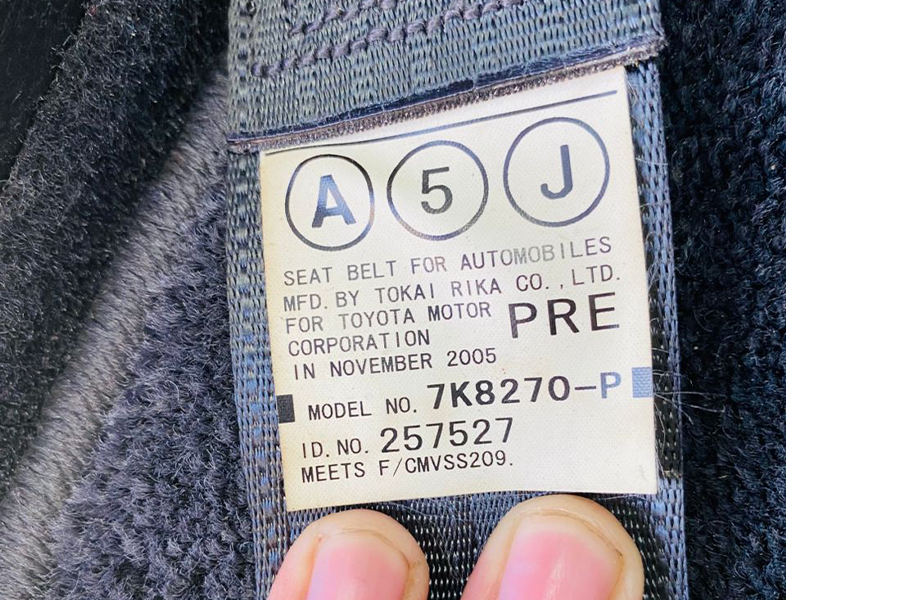 A 5 J
SEAT BELT FOR AUTOMOBILES
MFD. BY TOKAI RIKA CO., LTD.
FOR TOYOTA MOTOR PRE
CORPORATION
IN NOVEMBER 2005
MODEL NO. 7K8270-P
ID. NO. 257527
MEETS F/CMVSS209.